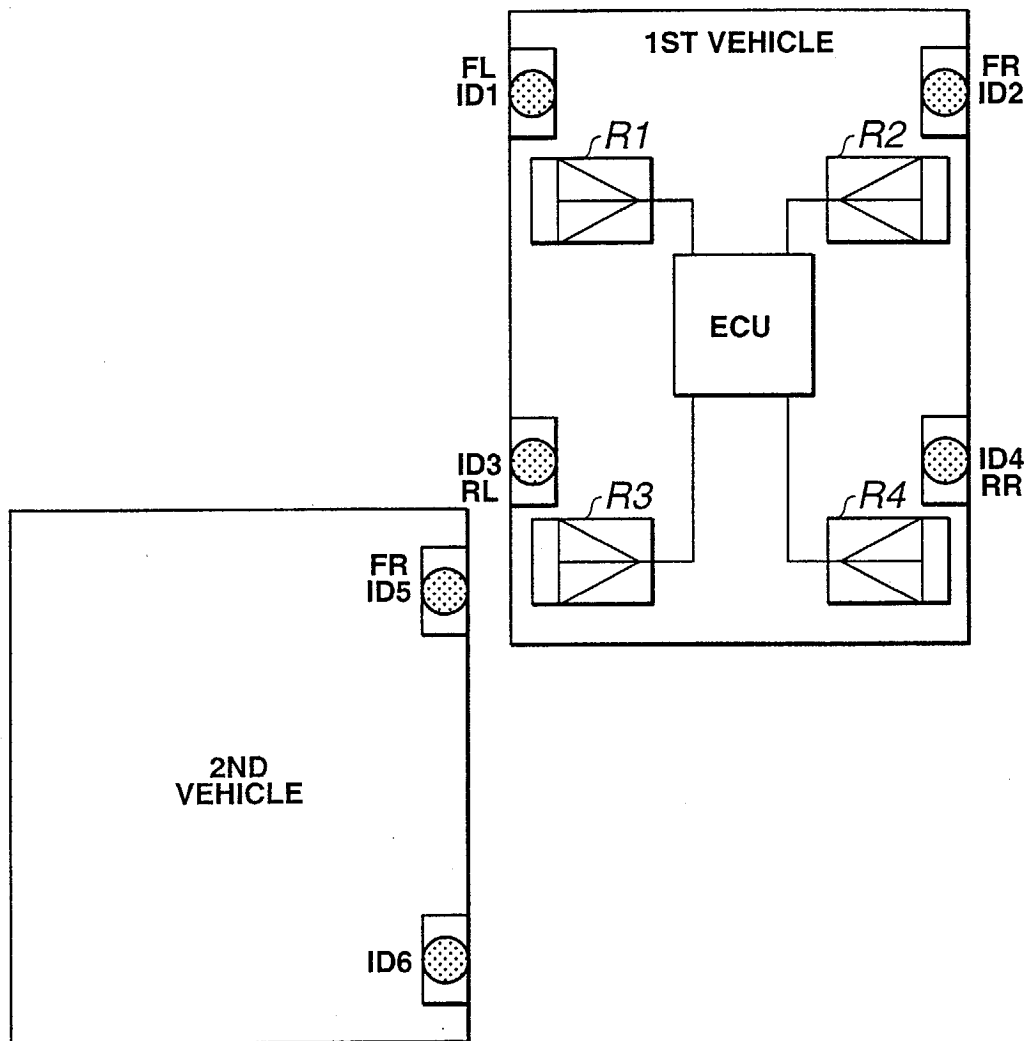 1ST VEHICLE
FL
ID1
FR
ID2
R1
R2
ECU
ID3
RL
ID4
RR
R3
R4
FR
ID5
2ND
VEHICLE
ID6